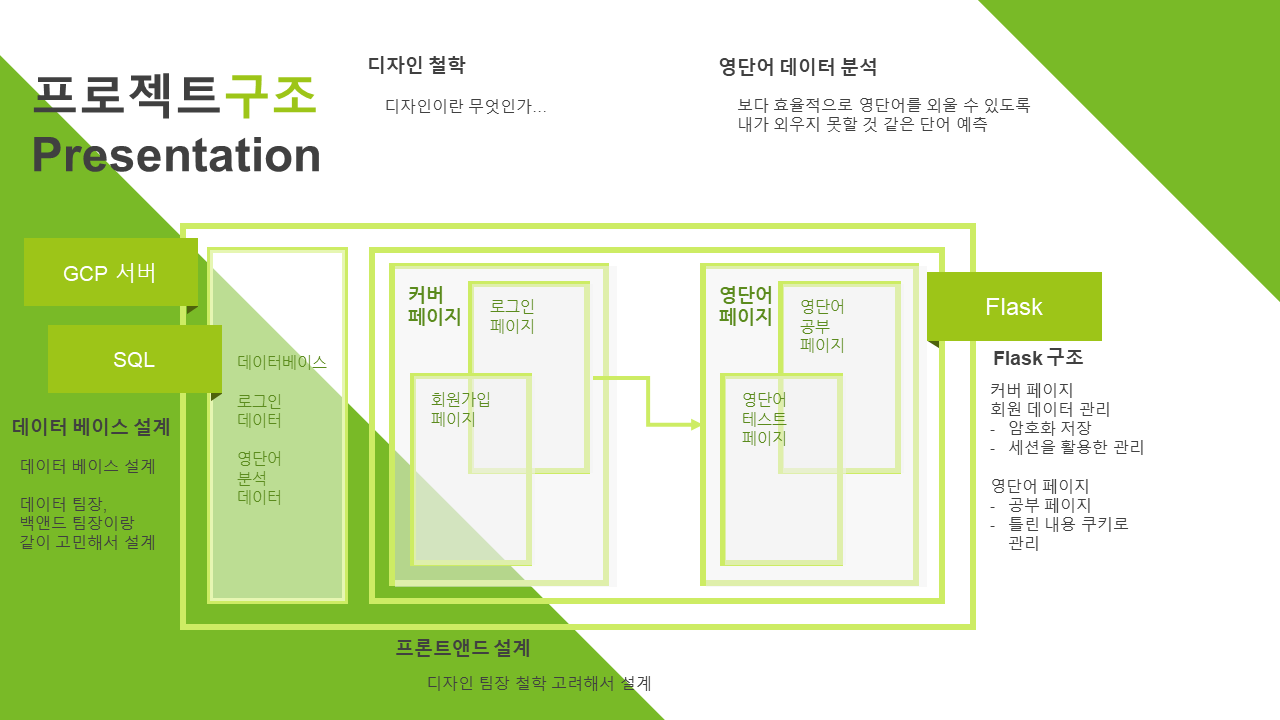 프로젝트구조
Presentation
디자인 철학
디자인이란 무엇인가...
영단어 데이터 분석
보다 효율적으로 영단어를 외울 수 있도록
내가 외우지 못할 것 같은 단어 예측
GCP 서버
SQL
데이터 베이스 설계
데이터 베이스 설계
데이터 팀장,
백앤드 팀장이랑
같이 고민해서 설계
데이터베이스
로그인
데이터
영단어
분석
데이터
커버
페이지
로그인
페이지
회원가입
페이지
영단어
페이지
영단어
공부
페이지
영단어
테스트
페이지
Flask
Flask 구조
커버 페이지
회원 데이터 관리
- 암호화 저장
- 세션을 활용한 관리
영단어 페이지
- 공부 페이지
- 틀린 내용 쿠키로
관리
프론트앤드 설계
디자인 팀장 철학 고려해서 설계